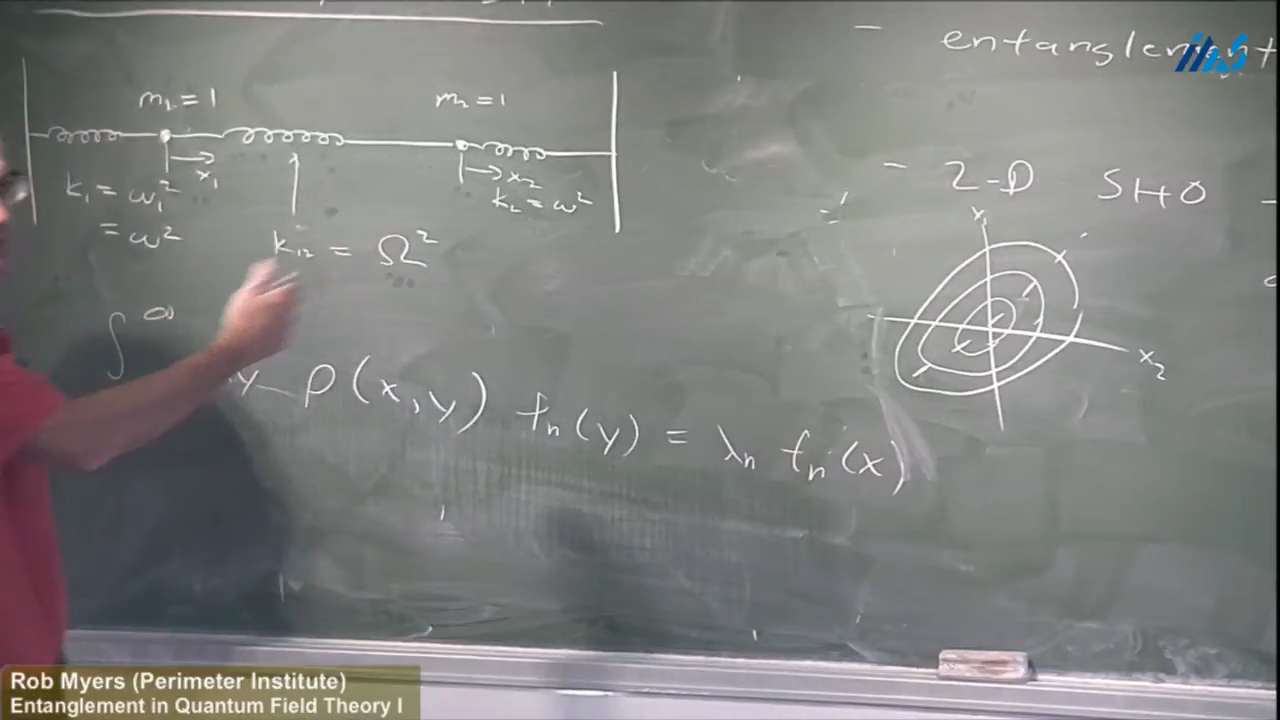 – entanglement
m₁ = 1
m₂ = 1
x₁
x₂
k₁ = ω₁²
= ω²
k₂ = ω²
k₁₂ = Ω²
– 2-D SHO –
x₁
x₂
∫ ∞
y ρ(x,y) fₙ(y) = λₙ fₙ(x)
Rob Myers (Perimeter Institute)
Entanglement in Quantum Field Theory I